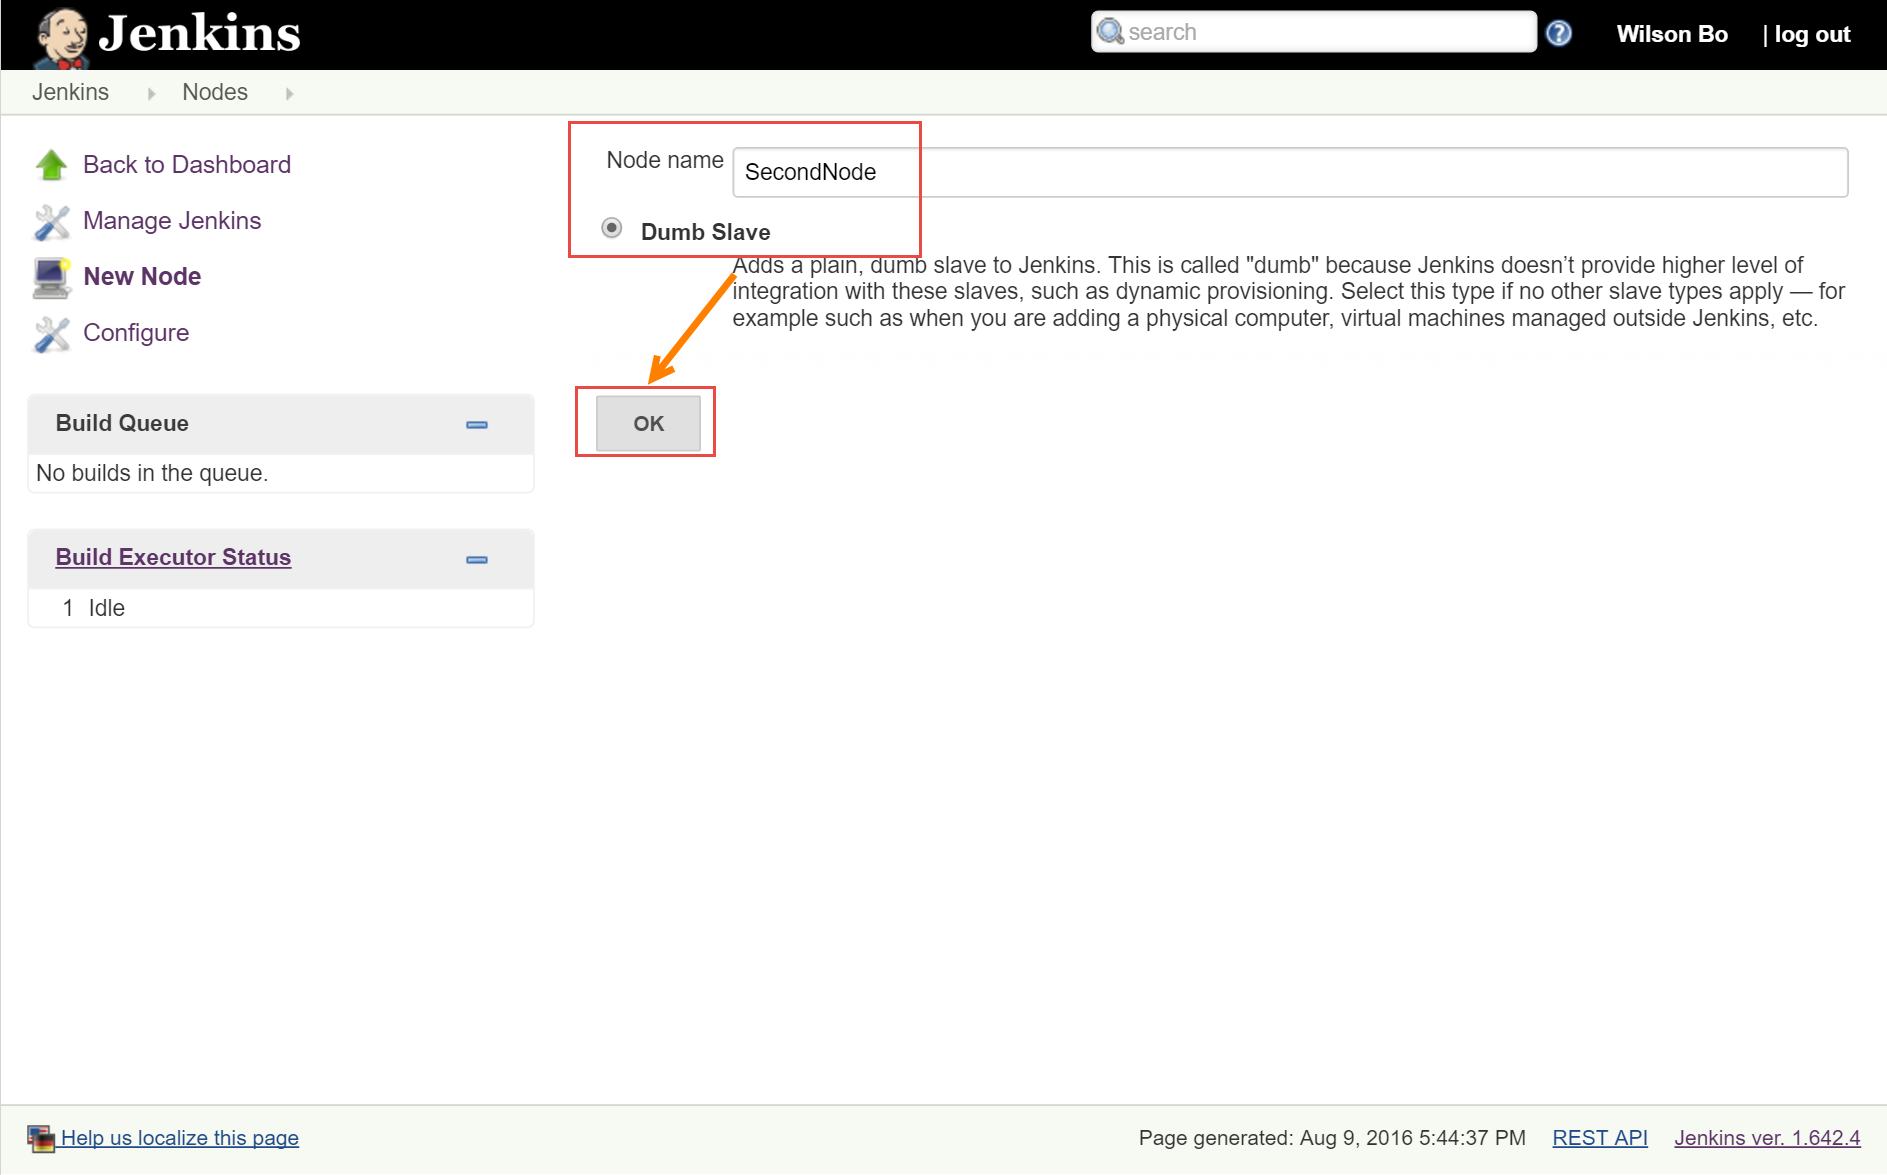 Jenkins
search
Wilson Bo
| log out
Jenkins
Nodes
Back to Dashboard
Manage Jenkins
New Node
Configure
Build Queue
No builds in the queue.
Build Executor Status
1 Idle
Node name
SecondNode
Dumb Slave
Adds a plain, dumb slave to Jenkins. This is called "dumb" because Jenkins doesn’t provide higher level of
integration with these slaves, such as dynamic provisioning. Select this type if no other slave types apply — for
example such as when you are adding a physical computer, virtual machines managed outside Jenkins, etc.
OK
Help us localize this page
Page generated: Aug 9, 2016 5:44:37 PM
REST API
Jenkins ver. 1.642.4